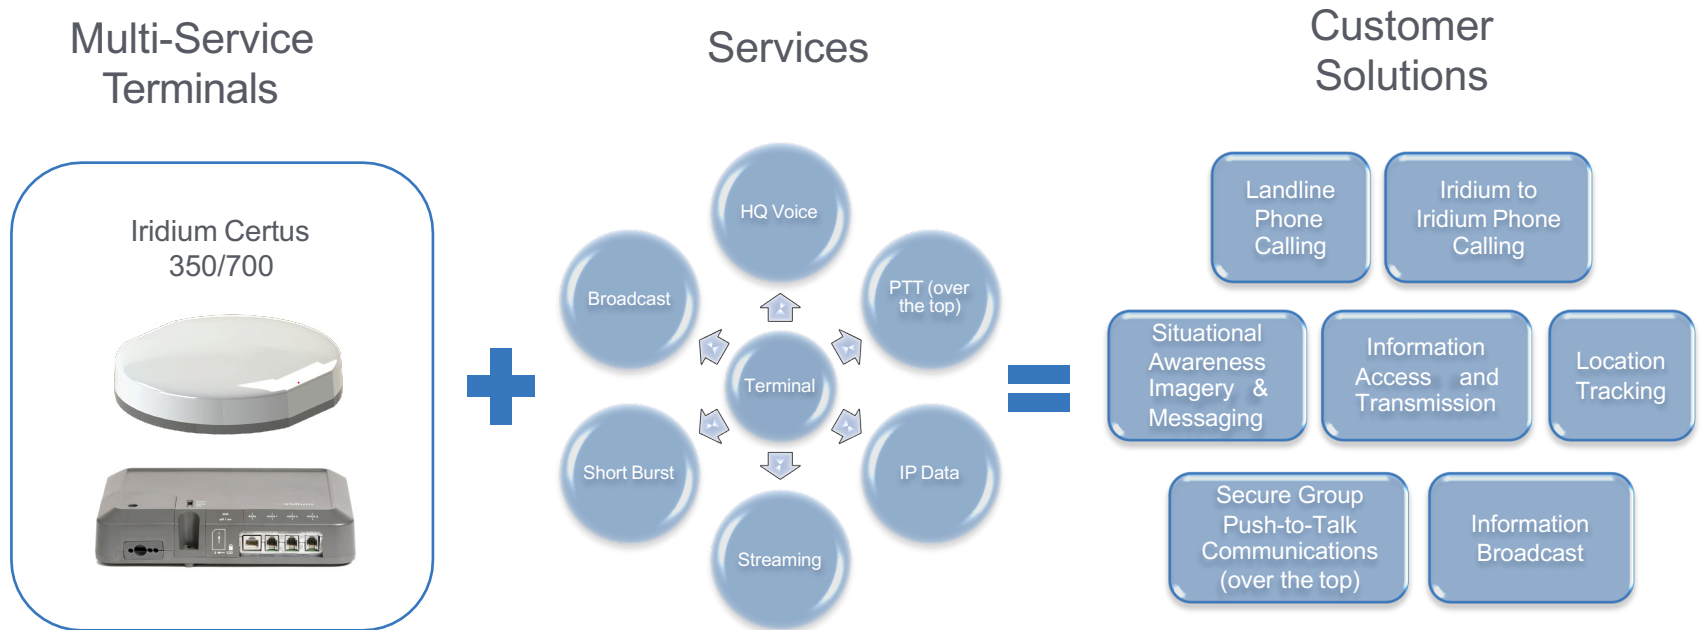 Multi-Service
Terminals
Services
Customer
Solutions
Iridium Certus
350/700
HQ Voice
Broadcast
PTT (over
the top)
Terminal
Short Burst
IP Data
Streaming
Landline
Phone
Calling
Iridium to
Iridium Phone
Calling
Situational
Awareness
Imagery &
Messaging
Information
Access and
Transmission
Location
Tracking
Secure Group
Push-to-Talk
Communications
(over the top)
Information
Broadcast